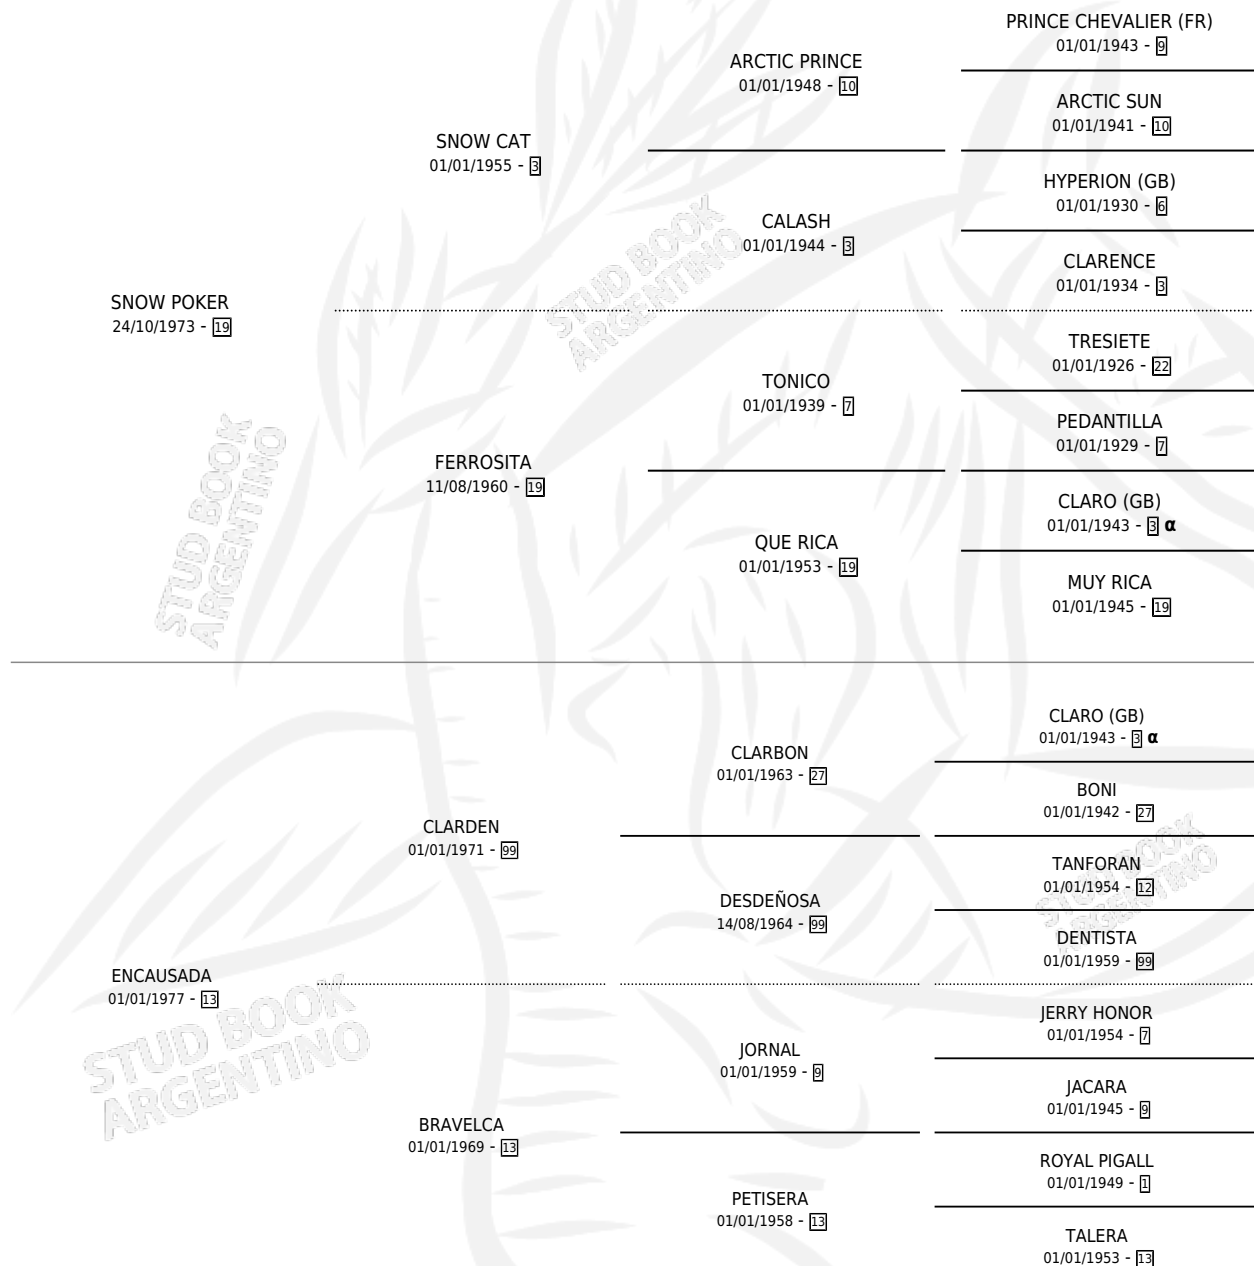 PRINCE CHEVALIER (FR)
01/01/1943 - 9
ARCTIC PRINCE
01/01/1948 - 10
ARCTIC SUN
01/01/1941 - 10
SNOW CAT
01/01/1955 - 3
HYPERION (GB)
01/01/1930 - 6
CALASH
01/01/1944 - 3
CLARENCE
01/01/1934 - 3
SNOW POKER
24/10/1973 - 19
TRESIETE
01/01/1926 - 22
TONICO
01/01/1939 - 7
PEDANTILLA
01/01/1929 - 7
FERROSITA
11/08/1960 - 19
CLARO (GB)
01/01/1943 - 3 α
QUE RICA
01/01/1953 - 19
MUY RICA
01/01/1945 - 19
CLARO (GB)
01/01/1943 - 3 α
CLARBON
01/01/1963 - 27
BONI
01/01/1942 - 27
CLARDEN
01/01/1971 - 99
TANFORAN
01/01/1954 - 12
DESDEÑOSA
14/08/1964 - 99
DENTISTA
01/01/1959 - 99
ENCAUSADA
01/01/1977 - 13
JERRY HONOR
01/01/1954 - 7
JORNAL
01/01/1959 - 9
JACARA
01/01/1945 - 9
BRAVELCA
01/01/1969 - 13
ROYAL PIGALL
01/01/1949 - 1
PETISERA
01/01/1958 - 13
TALERA
01/01/1953 - 13
STUD BOOK
ARGENTINO
STUD BOOK
ARGENTINO
STUD BOOK
ARGENTINO
STUD BOOK
ARGENTINO